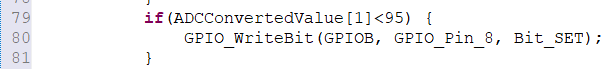 79 if(ADCConvertedValue[1]<95) {
80 GPIO_WriteBit(GPIOB, GPIO_Pin_8, Bit_SET);
81 }